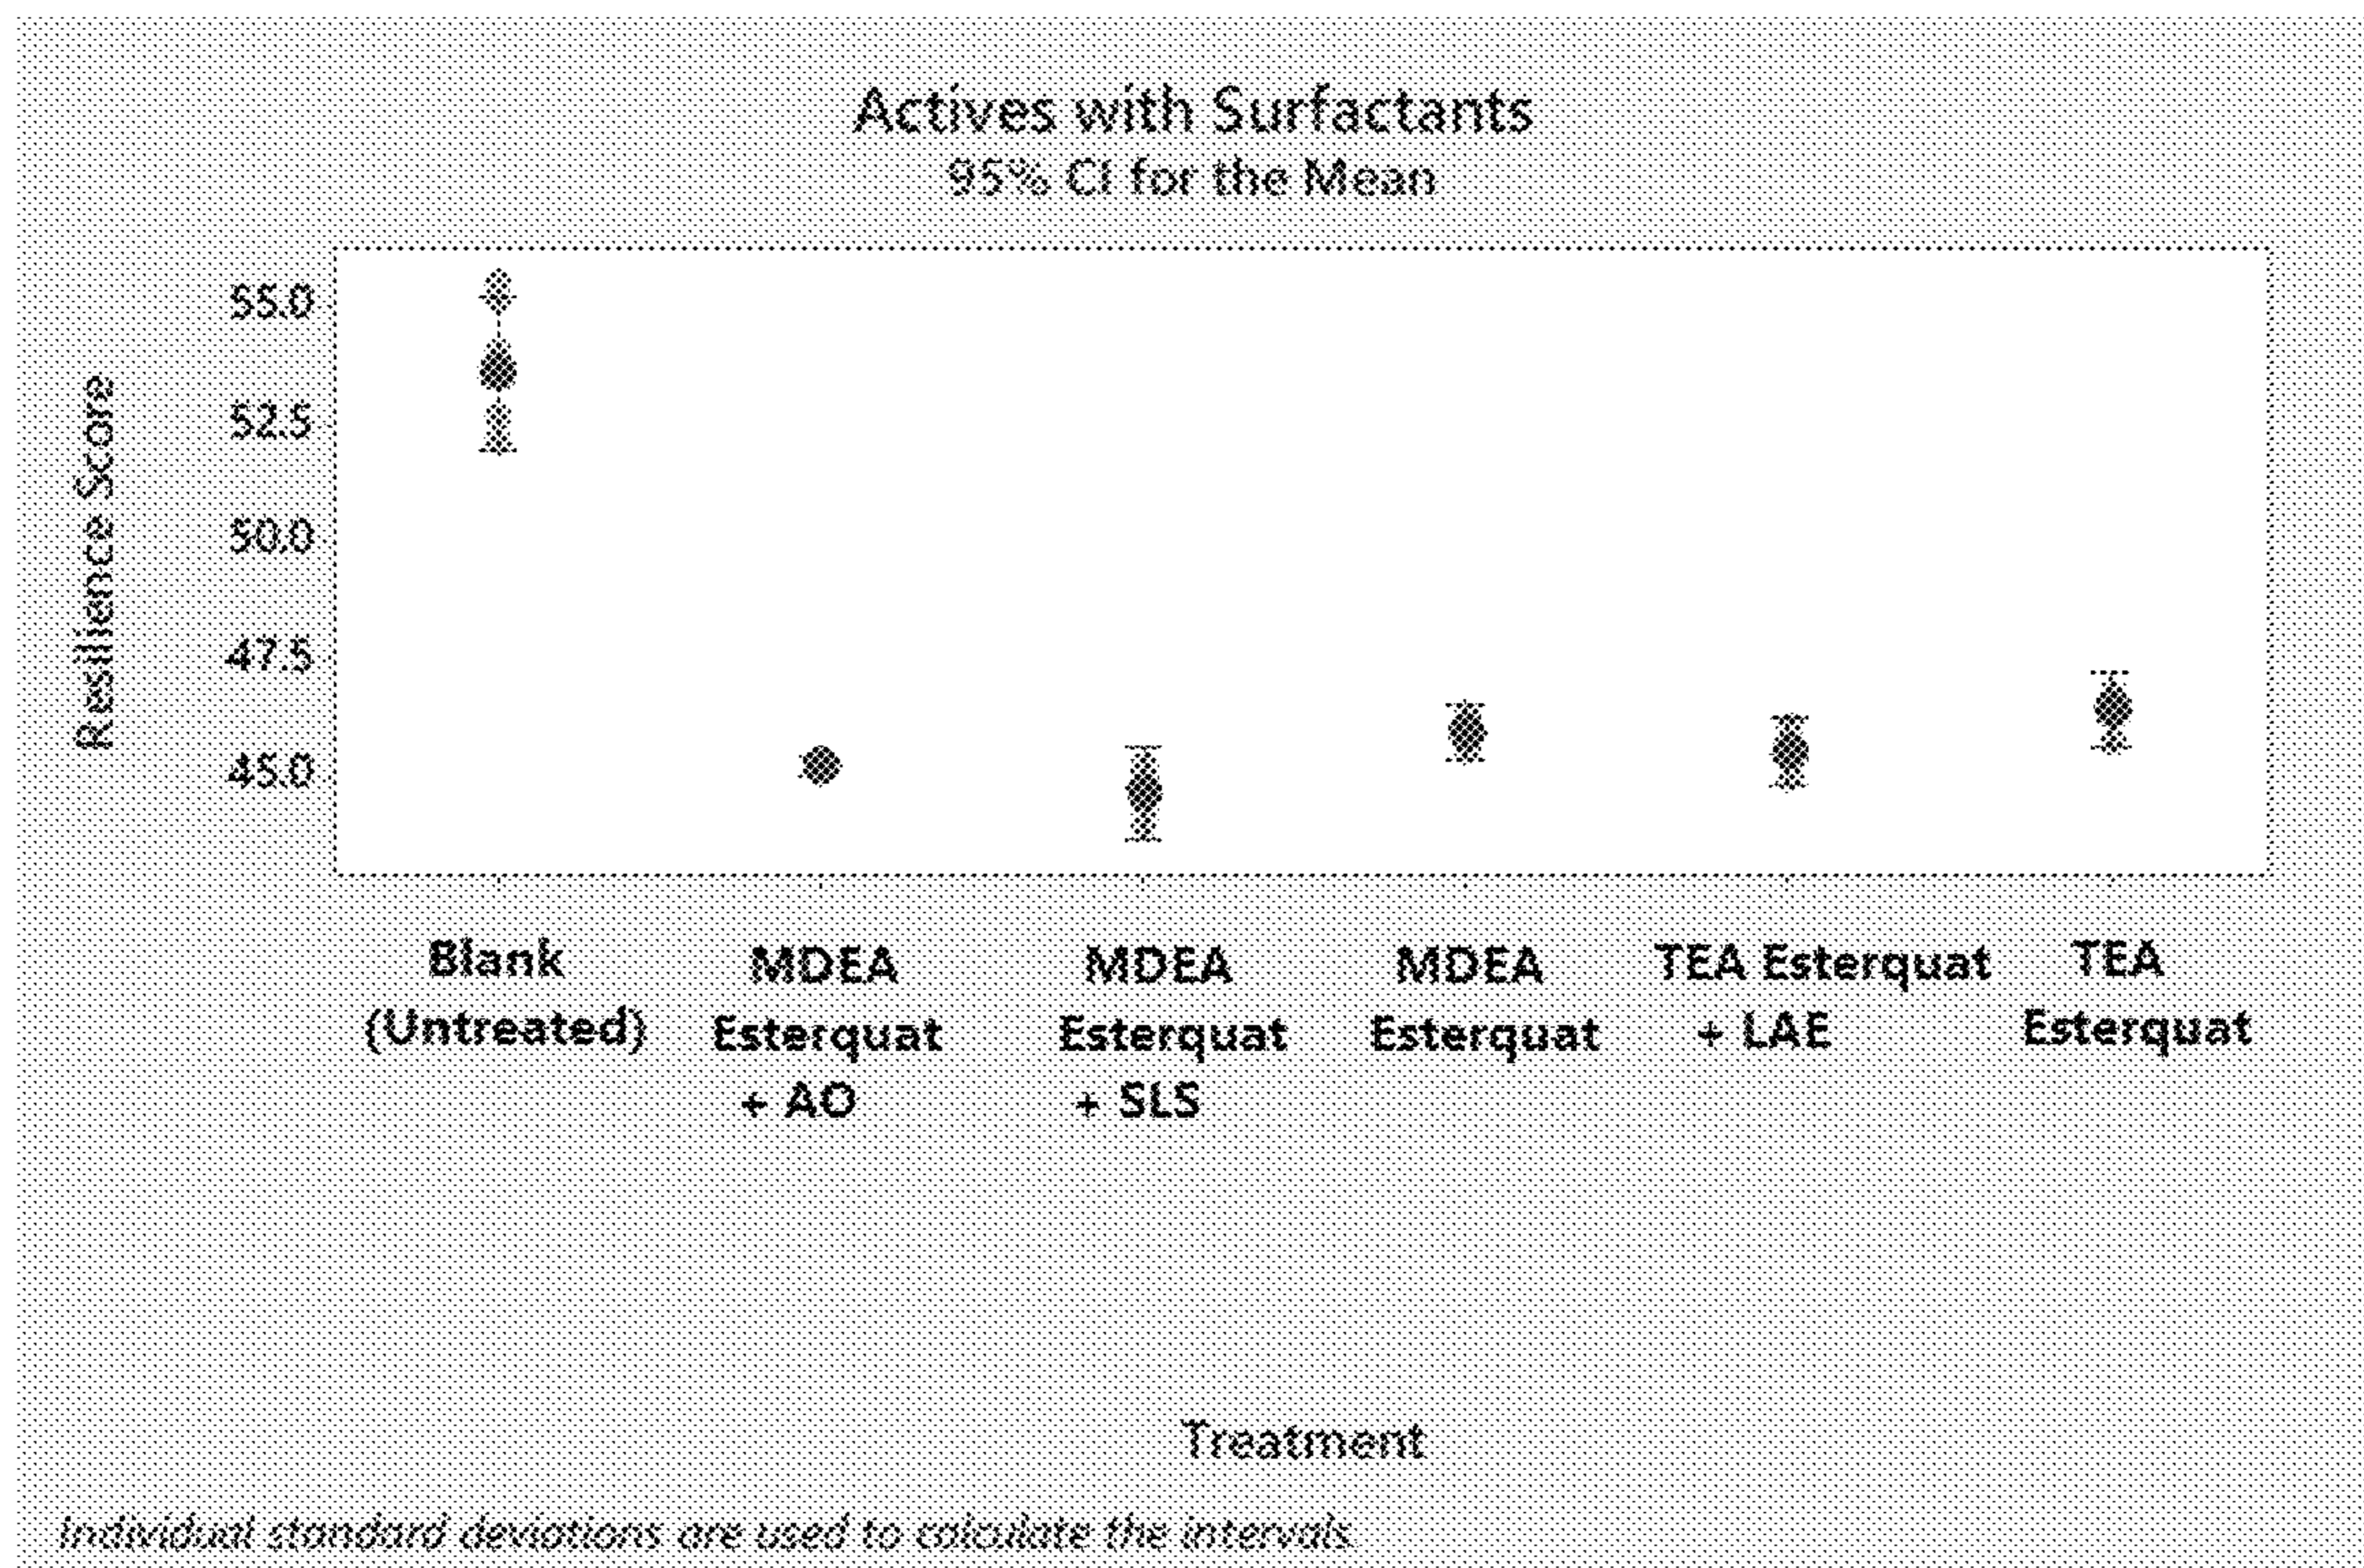 Actives with Surfactants
95% CI for the Mean
Resilience Score
55.0
52.5
50.0
47.5
45.0
Blank
(Untreated)
MDEA
Esterquat
+ AO
MDEA
Esterquat
+ SLS
MDEA
Esterquat
TEA Esterquat
+ LAE
TEA
Esterquat
Treatment
Individual standard deviations are used to calculate the intervals.